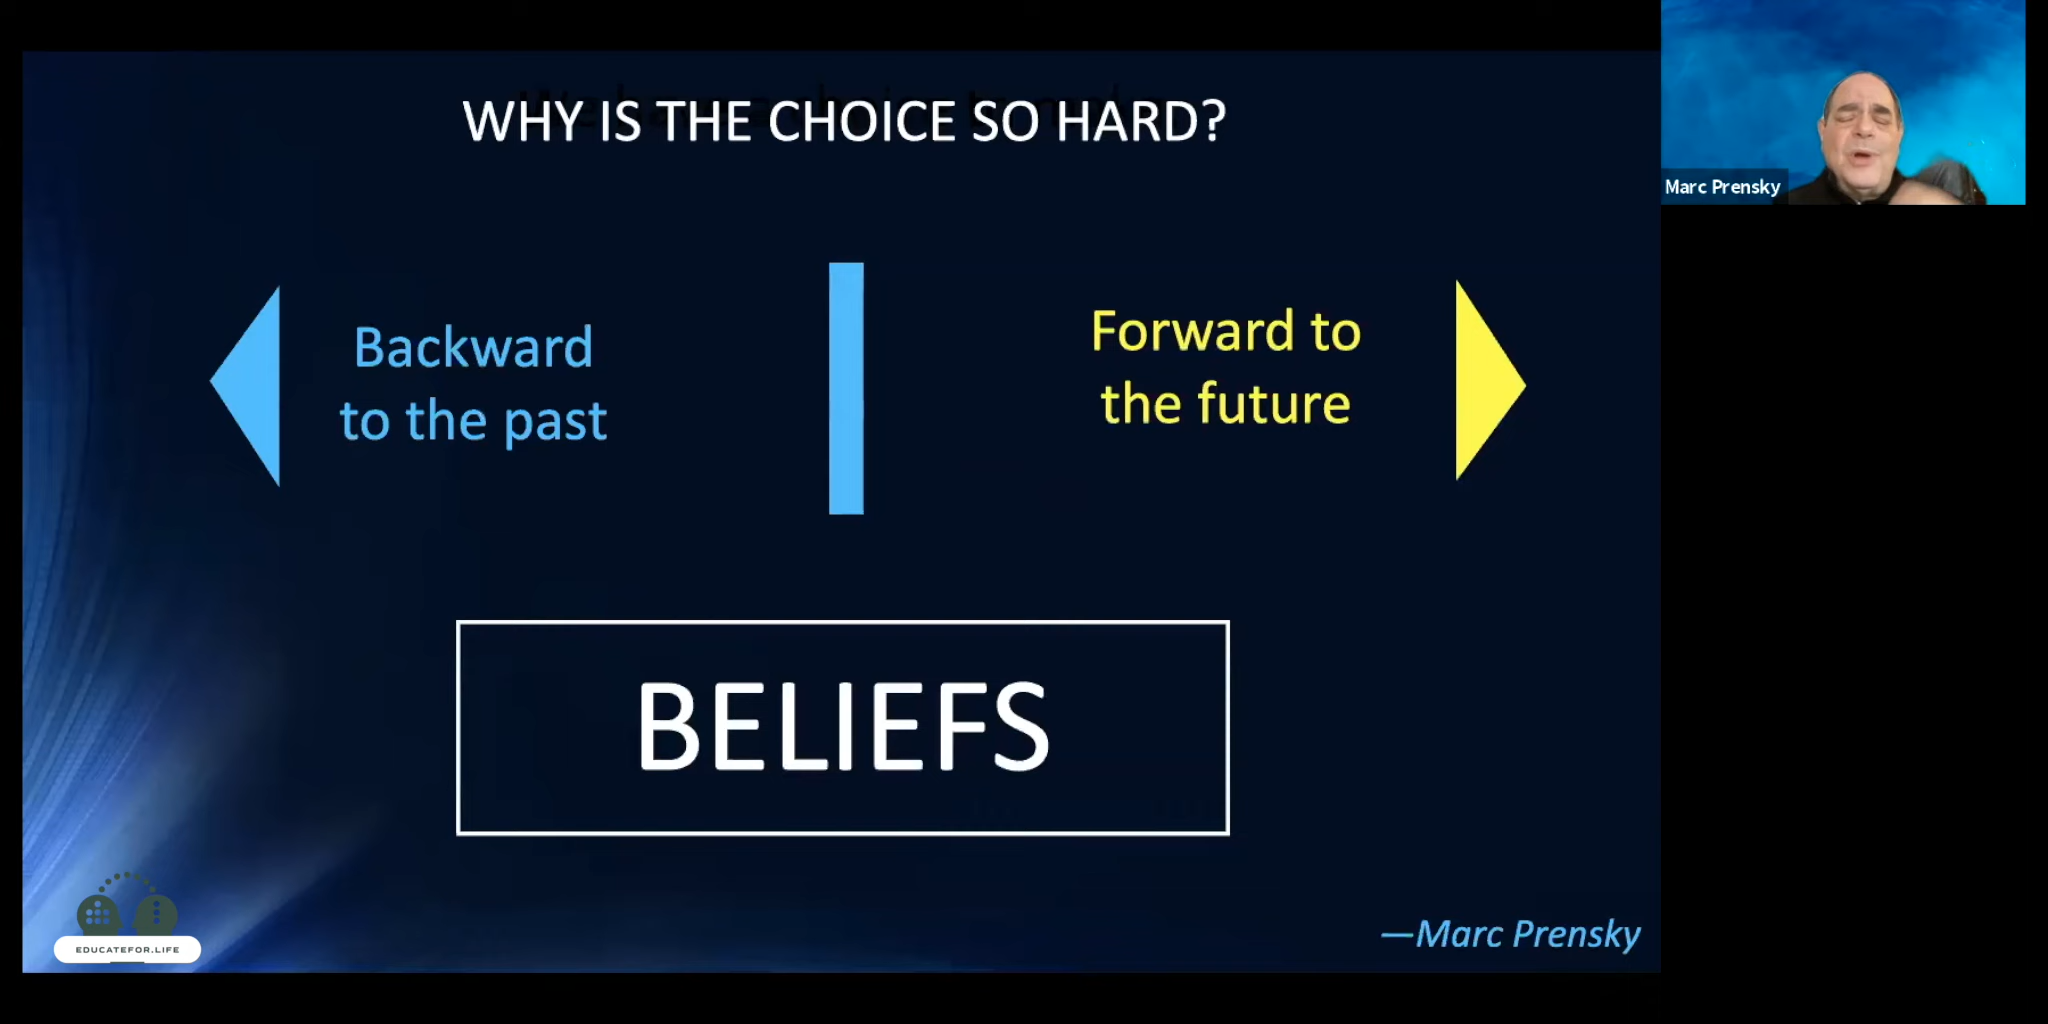 WHY IS THE CHOICE SO HARD?
Marc Prensky
Backward
to the past
Forward to
the future
BELIEFS
EDUCATEFOR.LIFE
—Marc Prensky